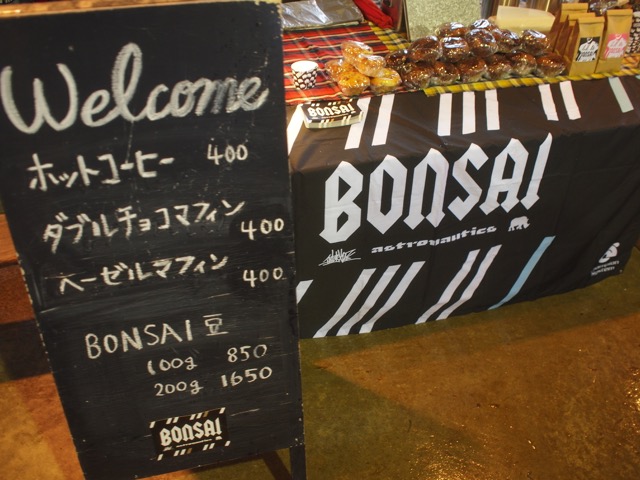 Welcome
ホットコーヒー 400
ダブルチョコマフィン 400
ヘーゼルマフィン 400
BONSAI 豆
100g 850
200g 1650
BONSAI
BONSAI
BONSAI
astronautics
BONSAI